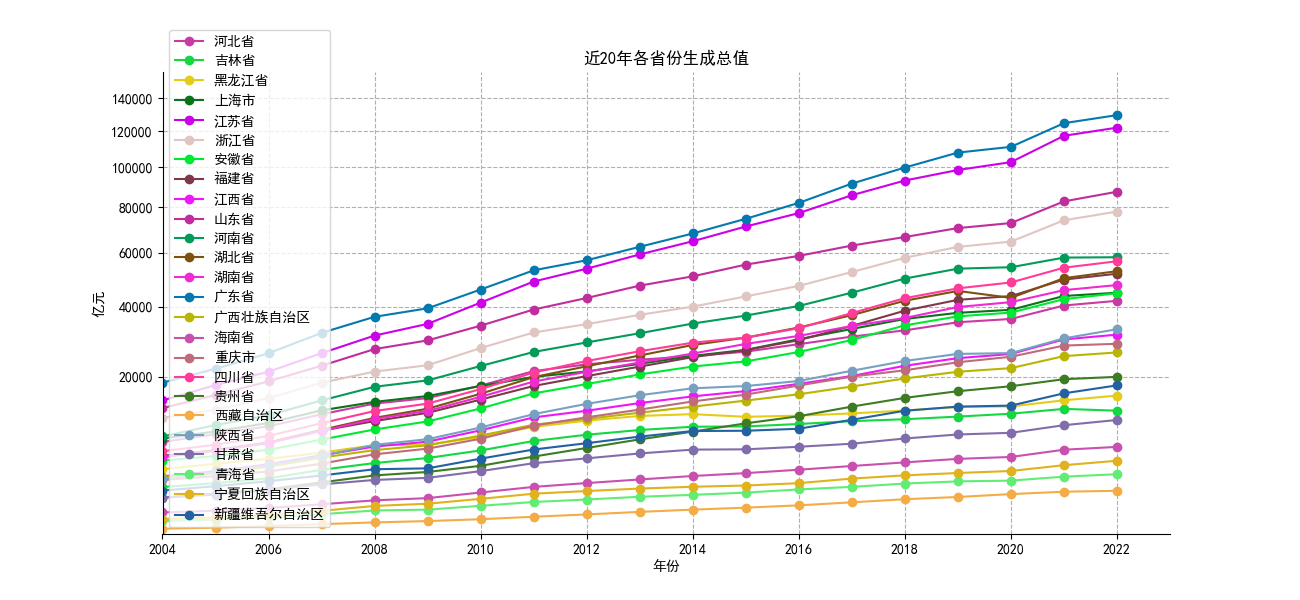 近20年各省份生成总值
河北省
吉林省
黑龙江省
上海市
江苏省
浙江省
安徽省
福建省
江西省
山东省
河南省
湖北省
湖南省
广东省
广西壮族自治区
海南省
重庆市
四川省
贵州省
西藏自治区
陕西省
甘肃省
青海省
宁夏回族自治区
新疆维吾尔自治区
140000
120000
100000
80000
60000
40000
20000
亿元
2004 2006 2008 2010 2012 2014 2016 2018 2020 2022
年份